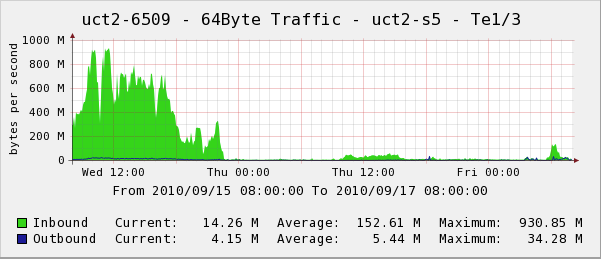 uct2-6509 - 64Byte Traffic - uct2-s5 - Te1/3
bytes per second
1000 M
800 M
600 M
400 M
200 M
0
Wed 12:00 Thu 00:00 Thu 12:00 Fri 00:00
From 2010/09/15 08:00:00 To 2010/09/17 08:00:00
Inbound Current: 14.26 M Average: 152.61 M Maximum: 930.85 M
Outbound Current: 4.15 M Average: 5.44 M Maximum: 34.28 M